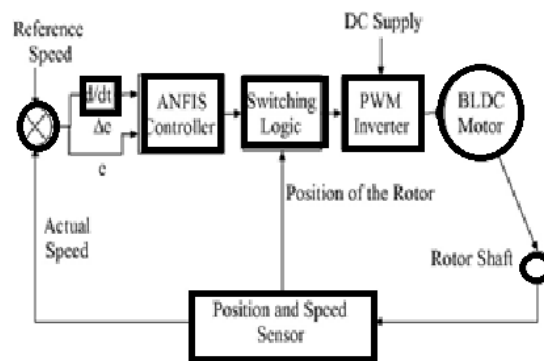 Reference
Speed
DC Supply
d/dt
Δe
e
ANFIS
Controller
Switching
Logic
PWM
Inverter
BLDC
Motor
Position of the Rotor
Actual
Speed
Rotor Shaft
Position and Speed
Sensor